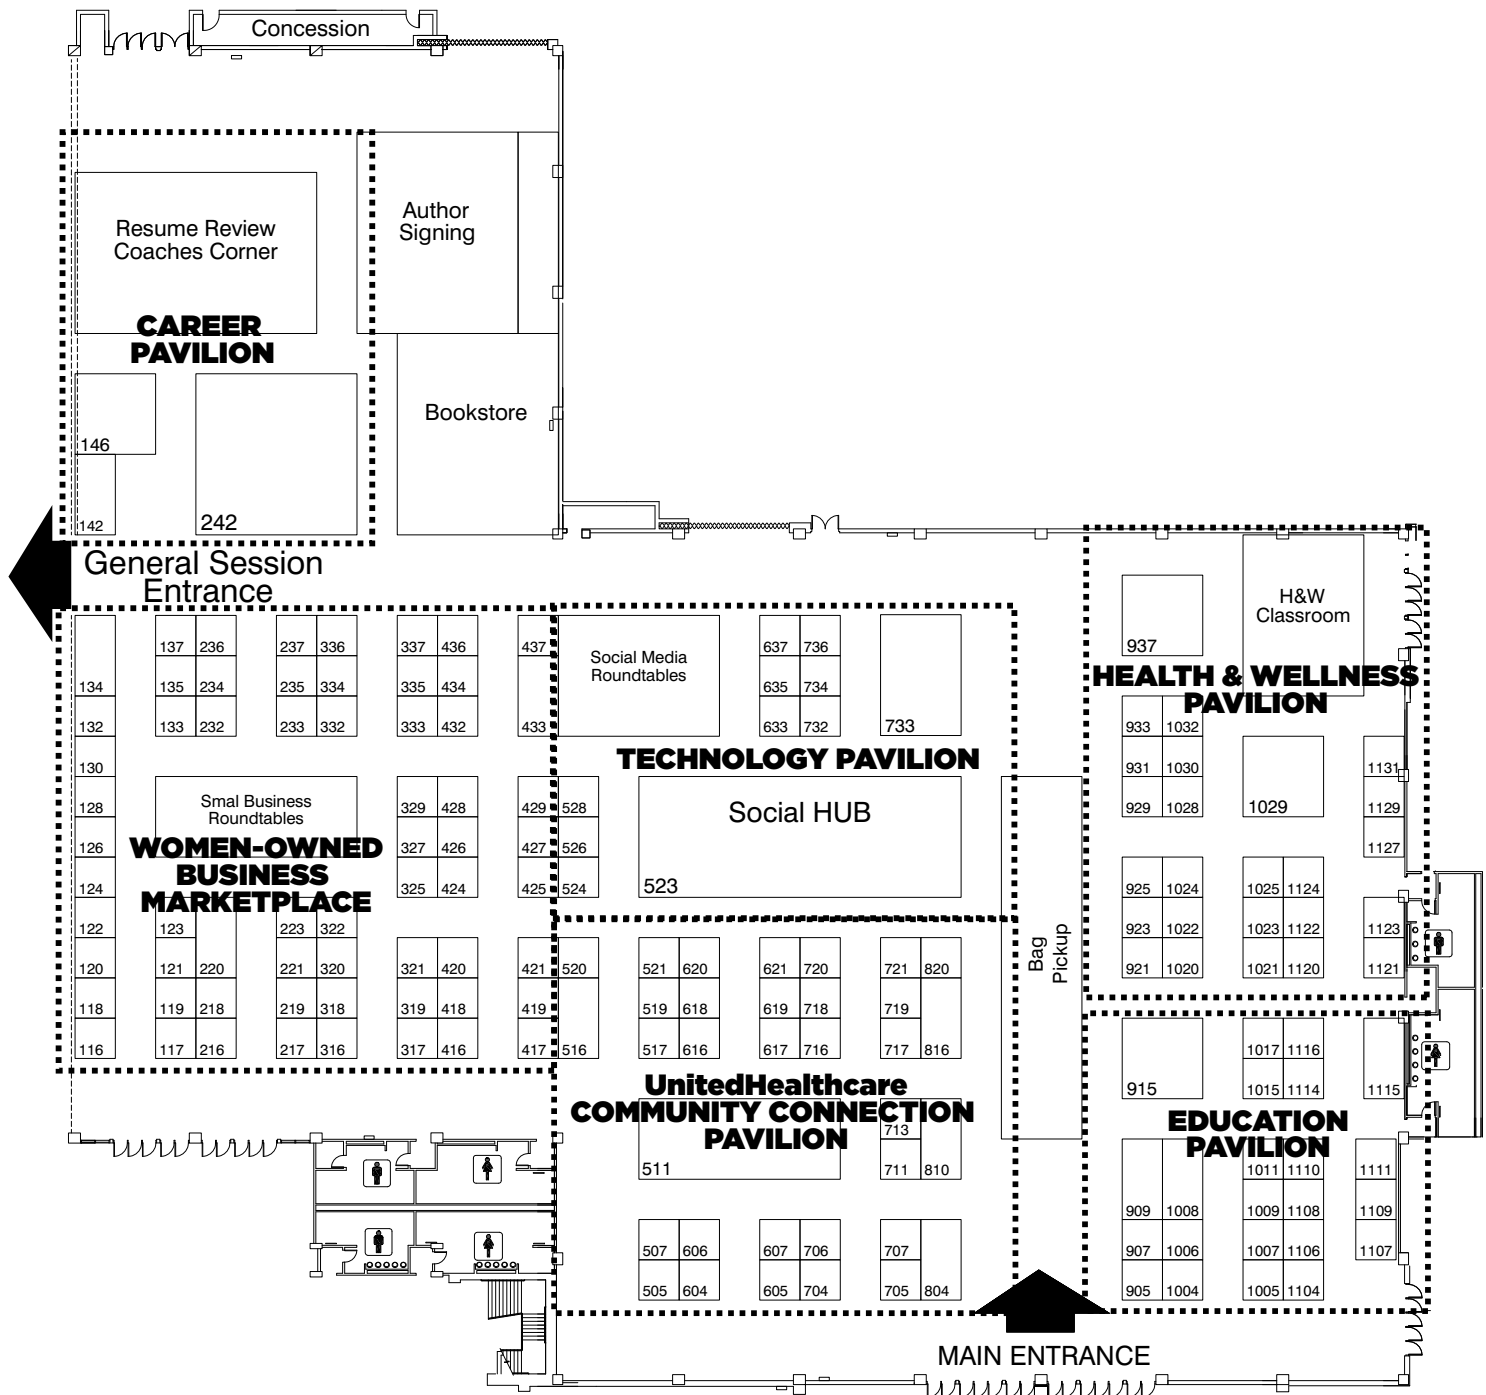 Concession
Resume Review
Coaches Corner
Author
Signing
CAREER
PAVILION
Bookstore
146
142
242
General Session
Entrance
137 236 237 336 337 436 437
135 234 235 334 335 434
134
133 232 233 332 333 432 433
132
130
128
126
124
122
120
118
116
Smal Business
Roundtables
WOMEN-OWNED
BUSINESS
MARKETPLACE
329 428 429 528
327 426 427 526
325 424 425 524
123 223 322
121 220 221 320 321 420 421 520
119 218 219 318 319 418 419
117 216 217 316 317 416 417 516
Social Media
Roundtables
637 736
635 734
633 732
733
TECHNOLOGY PAVILION
Social HUB
523
521 620 621 720 721 820
519 618 619 718 719
517 616 617 716 717 816
UnitedHealthcare
COMMUNITY CONNECTION
PAVILION
511
713
711 810
507 606 607 706 707
505 604 605 704 705 804
Bag
Pickup
937
H&W
Classroom
HEALTH & WELLNESS
PAVILION
933 1032
931 1030
929 1028
1029
1131
1129
1127
925 1024 1025 1124
923 1022 1023 1122 1123
921 1020 1021 1120 1121
915
1017 1116
1015 1114
1115
EDUCATION
PAVILION
1011 1110 1111
909 1008 1009 1108 1109
907 1006 1007 1106 1107
905 1004 1005 1104
MAIN ENTRANCE